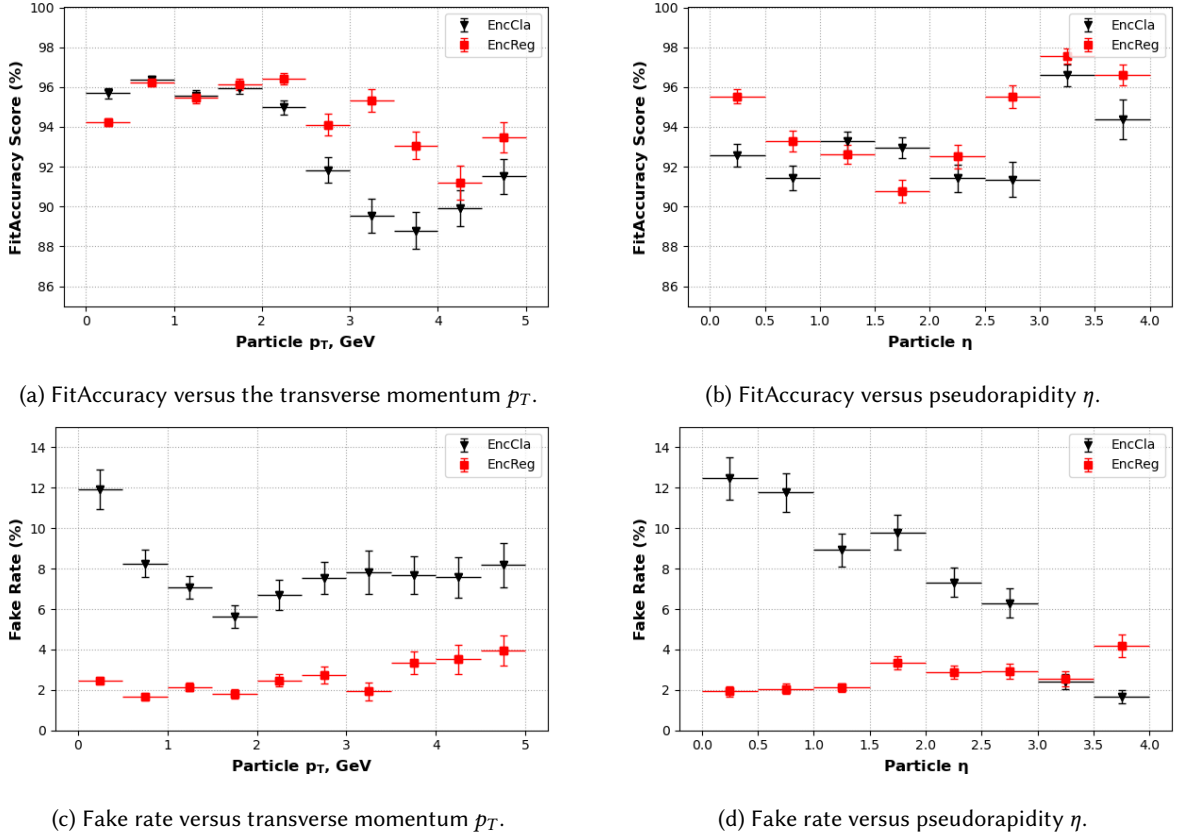 EncCla
EncReg
100
98
96
94
92
90
88
86
FitAccuracy Score (%)
0 1 2 3 4 5
Particle pT, GeV
(a) FitAccuracy versus the transverse momentum pT.
EncCla
EncReg
100
98
96
94
92
90
88
86
FitAccuracy Score (%)
0.0 0.5 1.0 1.5 2.0 2.5 3.0 3.5 4.0
Particle η
(b) FitAccuracy versus pseudorapidity η.
EncCla
EncReg
14
12
10
8
6
4
2
0
Fake Rate (%)
0 1 2 3 4 5
Particle pT, GeV
(c) Fake rate versus transverse momentum pT.
EncCla
EncReg
14
12
10
8
6
4
2
0
Fake Rate (%)
0.0 0.5 1.0 1.5 2.0 2.5 3.0 3.5 4.0
Particle η
(d) Fake rate versus pseudorapidity η.